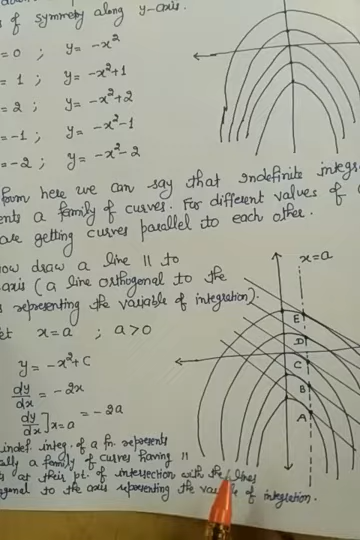 s of symmetry along y-axis.
= 0 ; y = -x²
= 1 ; y = -x²+1
= 2 ; y = -x²+2
= -1 ; y = -x²-1
= -2 ; y = -x²-2
from here we can say that indefinite integr
ents a family of curves. For different values of C
are getting curves parallel to each other.
ow draw a line || to
axis (a line orthogonal to the
s representing the variable of integration).
et x=a ; a>0
y = -x²+C
dy/dx = -2x
dy/dx]x=a = -2a
indef. integ. of a fn. represents
ally a family of curves having ||
s at their pt. of intersection with the lines
ogonal to the axis representing the va of integration.
x=a
E
D
C
B
A